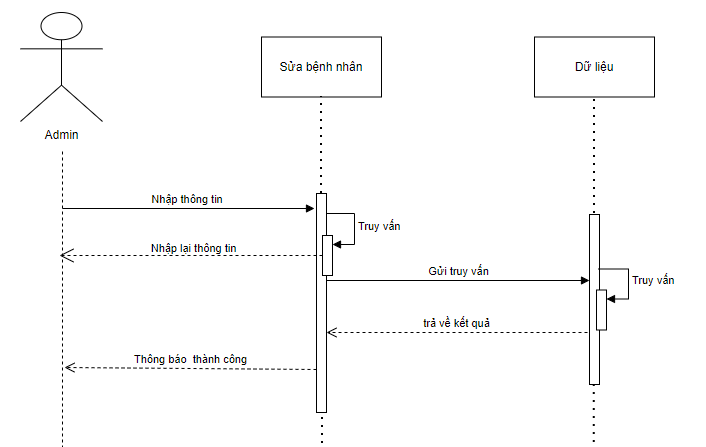 Sửa bệnh nhân
Dữ liệu
Admin
Nhập thông tin
Truy vấn
Nhập lại thông tin
Gửi truy vấn
Truy vấn
trả về kết quả
Thông báo thành công